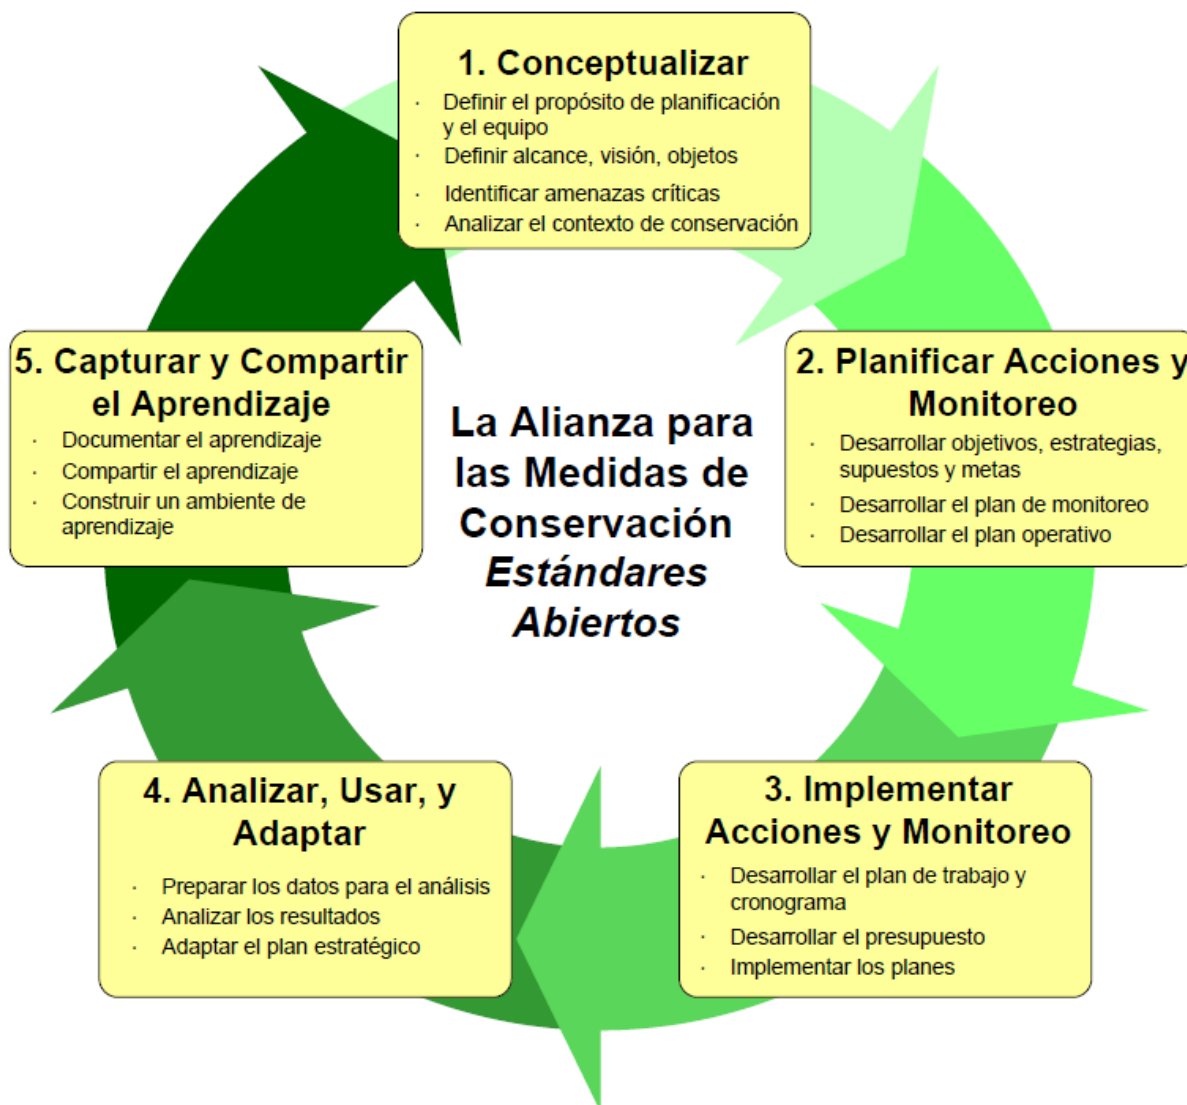 1. Conceptualizar
· Definir el propósito de planificación
y el equipo
· Definir alcance, visión, objetos
· Identificar amenazas críticas
· Analizar el contexto de conservación
2. Planificar Acciones y
Monitoreo
· Desarrollar objetivos, estrategias,
supuestos y metas
· Desarrollar el plan de monitoreo
· Desarrollar el plan operativo
3. Implementar
Acciones y Monitoreo
· Desarrollar el plan de trabajo y
cronograma
· Desarrollar el presupuesto
· Implementar los planes
4. Analizar, Usar, y
Adaptar
· Preparar los datos para el análisis
· Analizar los resultados
· Adaptar el plan estratégico
5. Capturar y Compartir
el Aprendizaje
· Documentar el aprendizaje
· Compartir el aprendizaje
· Construir un ambiente de
aprendizaje
La Alianza para
las Medidas de
Conservación
Estándares
Abiertos